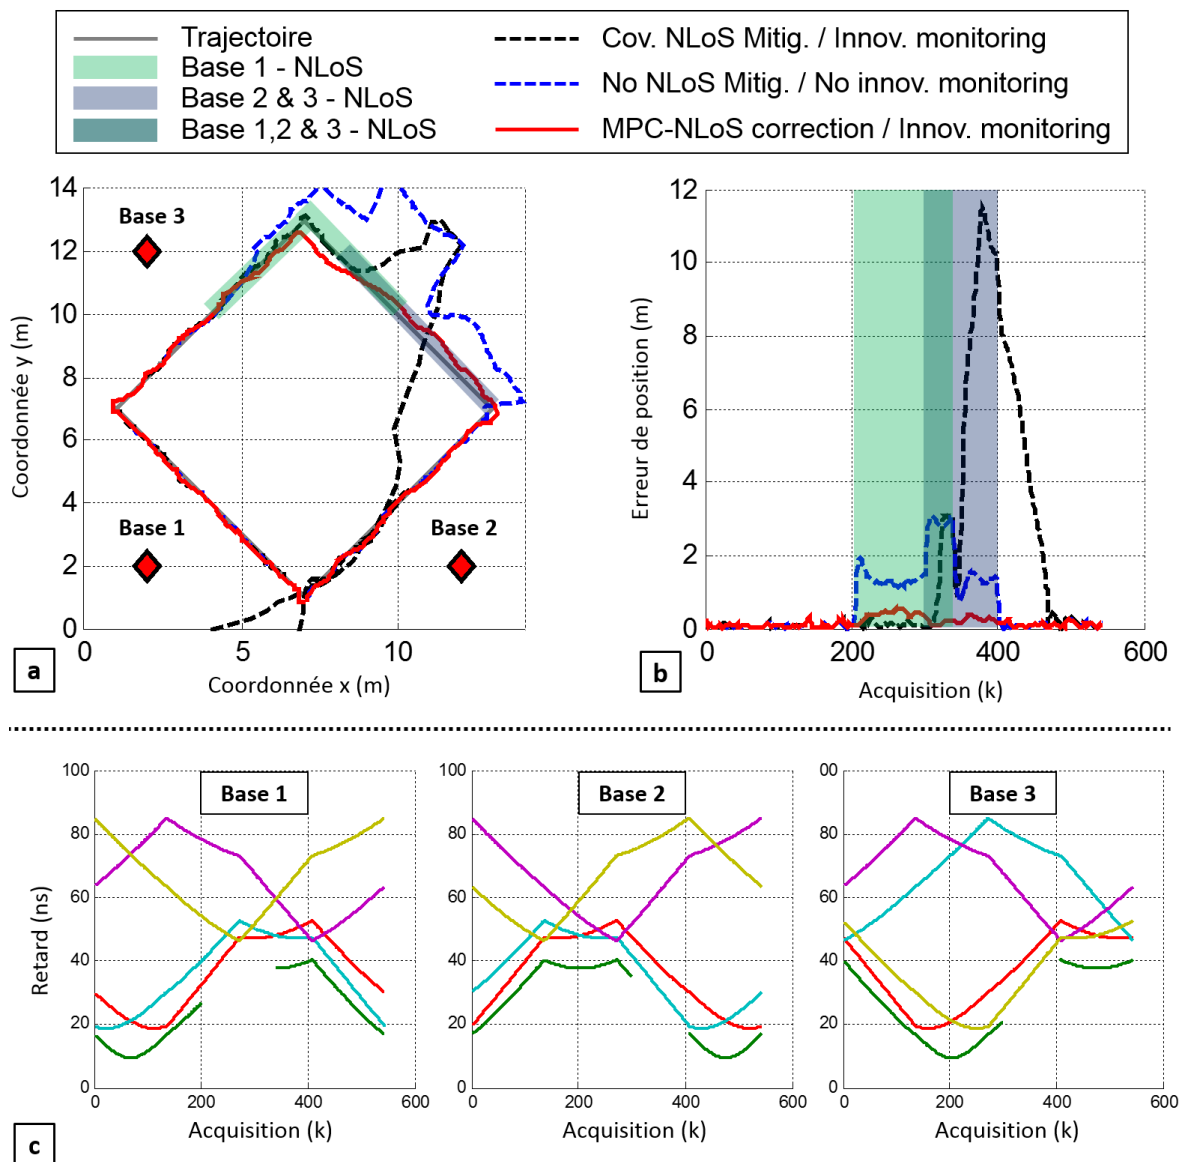 Trajectoire
Base 1 - NLoS
Base 2 & 3 - NLoS
Base 1,2 & 3 - NLoS
Cov. NLoS Mitig. / Innov. monitoring
No NLoS Mitig. / No innov. monitoring
MPC-NLoS correction / Innov. monitoring
14
12
10
8
6
4
2
0
0
5
10
Coordonnée y (m)
Coordonnée x (m)
Base 3
Base 1
Base 2
a
12
10
8
6
4
2
0
0
200
400
600
Erreur de position (m)
Acquisition (k)
b
100
80
60
40
20
0
0
200
400
600
Retard (ns)
Base 1
Acquisition (k)
100
80
60
40
20
0
0
200
400
600
Base 2
Acquisition (k)
00
80
60
40
20
0
0
200
400
600
Base 3
Acquisition (k)
c